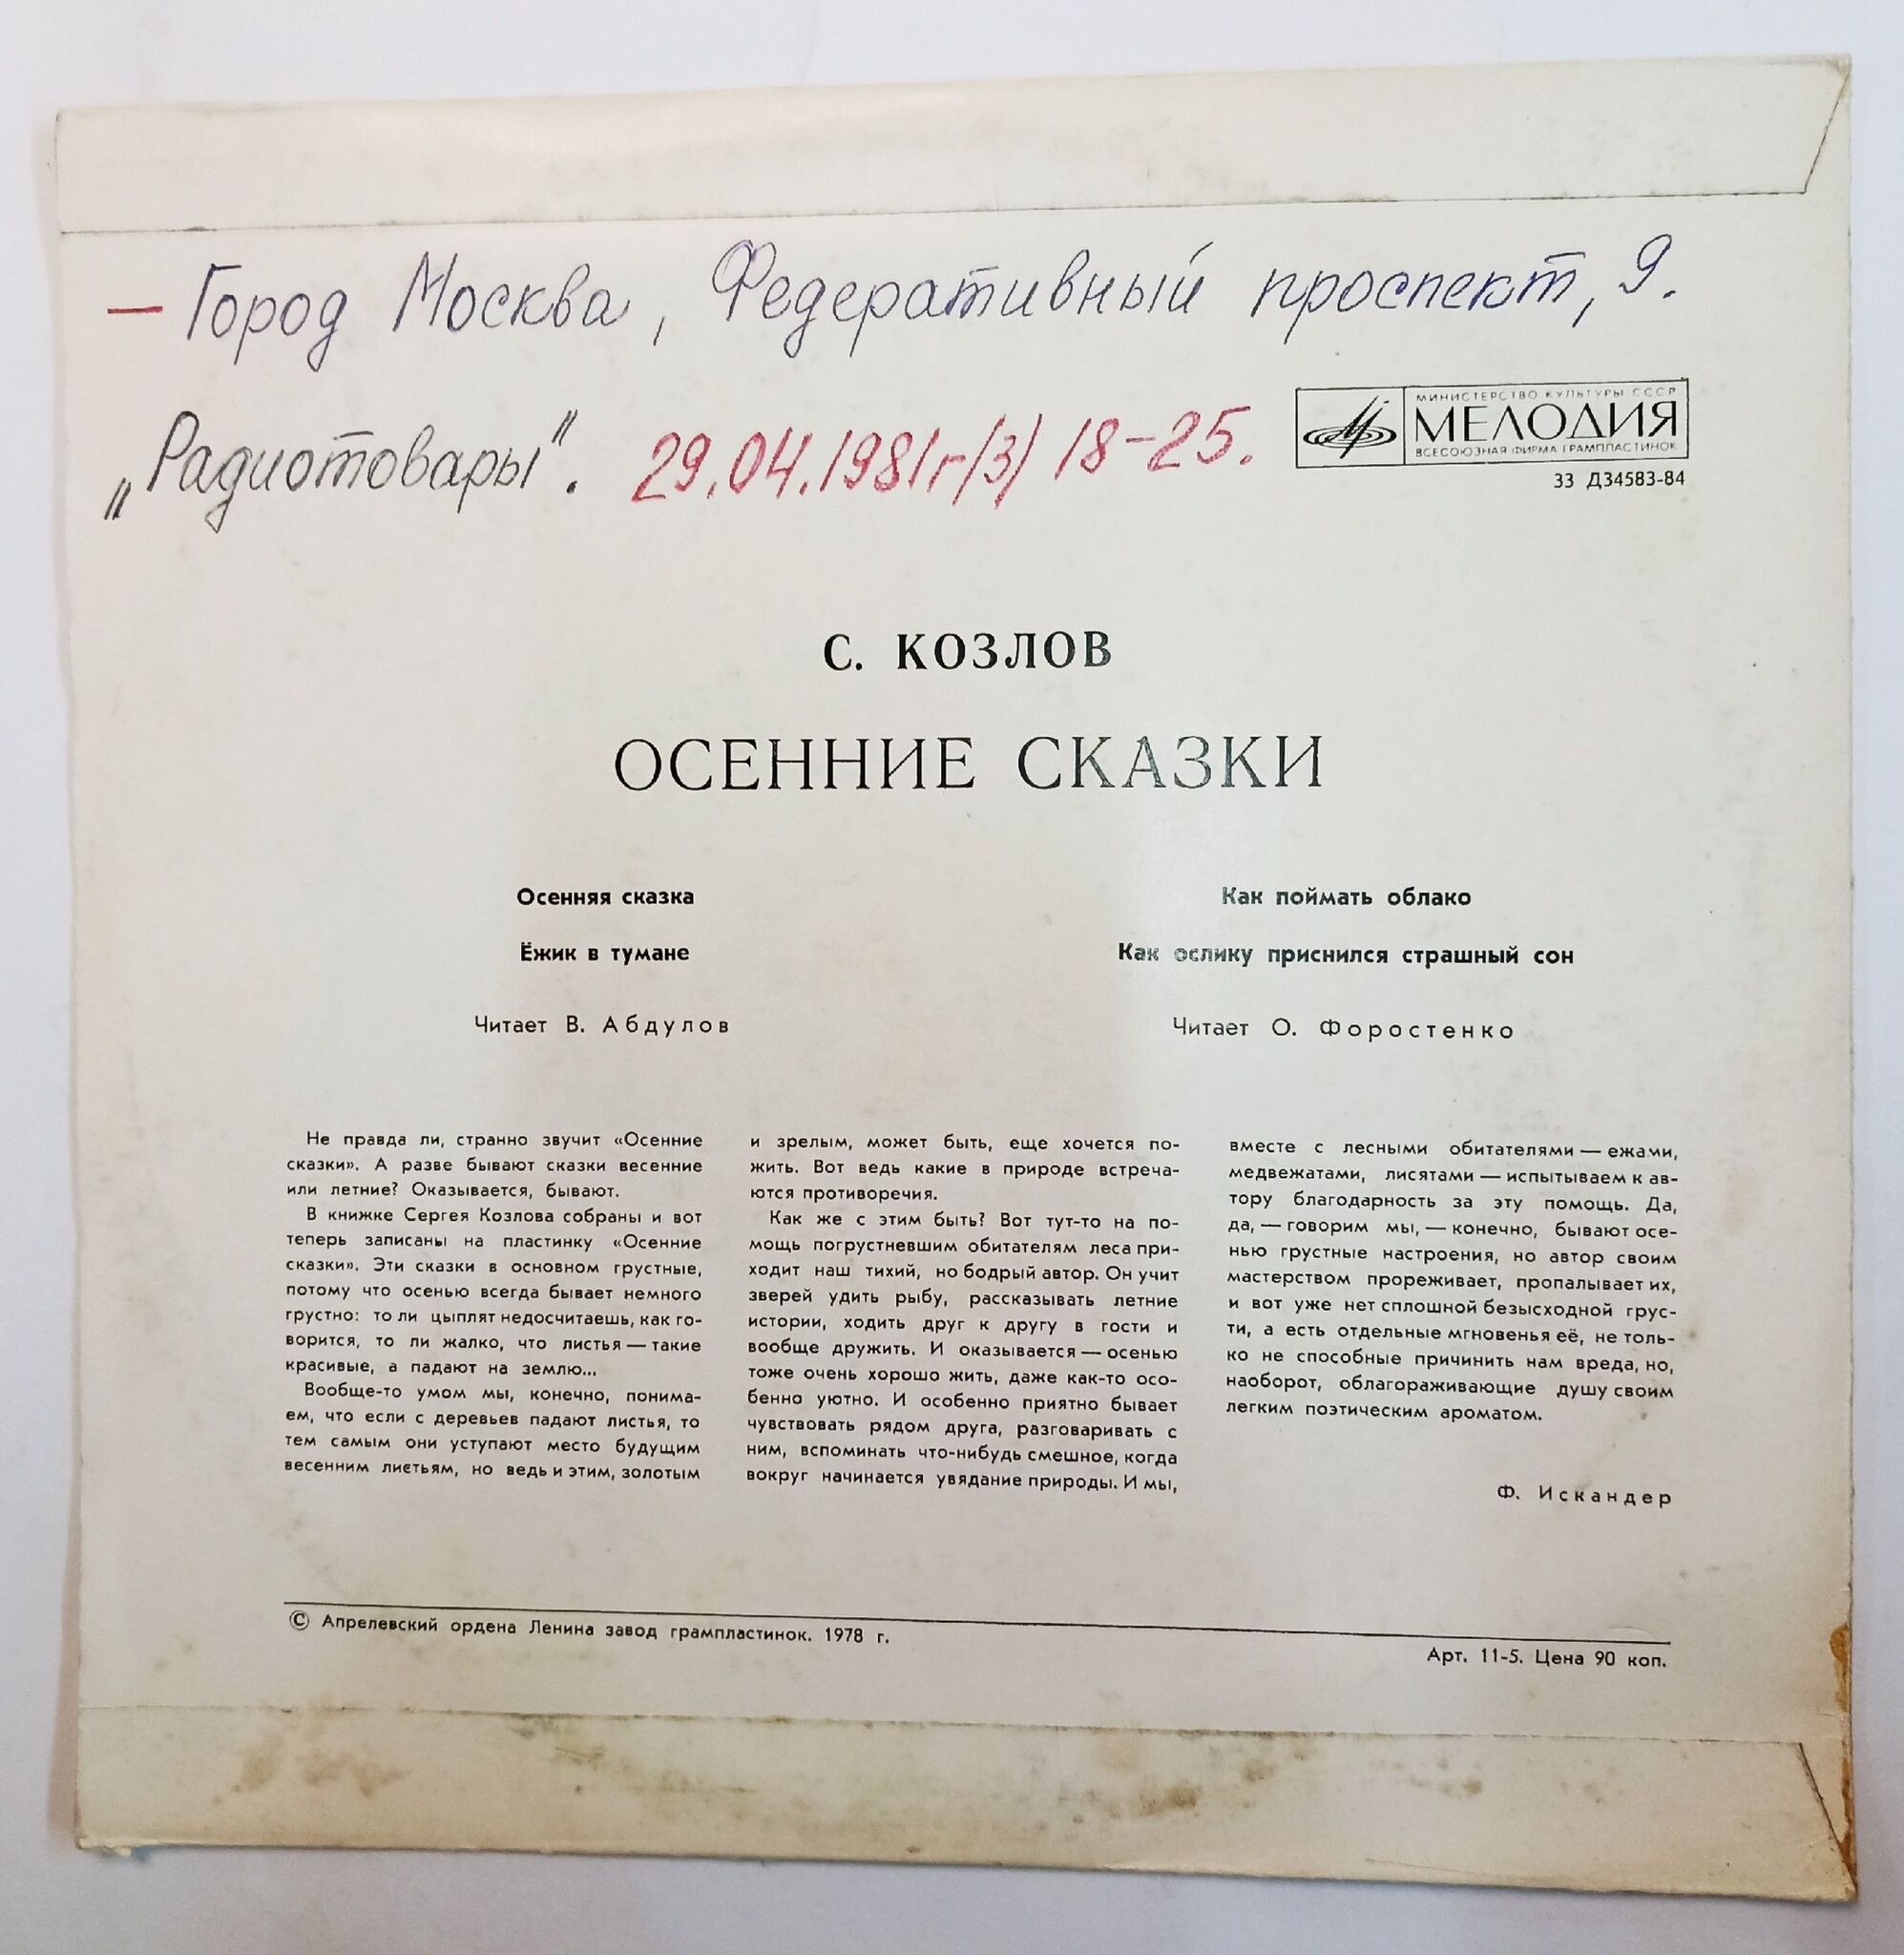 — Город Москва, Федеративный проспект, 9.
„Радиотовары". 29.04.1981г/3/ 18-25.
МИНИСТЕРСТВО КУЛЬТУРЫ СССР
МЕЛОДИЯ
ВСЕСОЮЗНАЯ ФИРМА ГРАМПЛАСТИНОК
33 Д34583-84
С. КОЗЛОВ
ОСЕННИЕ СКАЗКИ
Осенняя сказка
Ёжик в тумане
Читает В. Абдулов
Как поймать облако
Как ослику приснился страшный сон
Читает О. Форостенко
Не правда ли, странно звучит «Осенние
сказки». А разве бывают сказки весенние
или летние? Оказывается, бывают.
В книжке Сергея Козлова собраны и вот
теперь записаны на пластинку «Осенние
сказки». Эти сказки в основном грустные,
потому что осенью всегда бывает немного
грустно: то ли цыплят недосчитаешь, как го-
ворится, то ли жалко, что листья — такие
красивые, а падают на землю...
Вообще-то умом мы, конечно, понима-
ем, что если с деревьев падают листья, то
тем самым они уступают место будущим
весенним листьям, но ведь и этим, золотым
и зрелым, может быть, еще хочется по-
жить. Вот ведь какие в природе встреча-
ются противоречия.
Как же с этим быть? Вот тут-то на по-
мощь погрустневшим обитателям леса при-
ходит наш тихий, но бодрый автор. Он учит
зверей удить рыбу, рассказывать летние
истории, ходить друг к другу в гости и
вообще дружить. И оказывается — осенью
тоже очень хорошо жить, даже как-то осо-
бенно уютно. И особенно приятно бывает
чувствовать рядом друга, разговаривать с
ним, вспоминать что-нибудь смешное, когда
вокруг начинается увядание природы. И мы,
вместе с лесными обитателями — ежами,
медвежатами, лисятами — испытываем к ав-
тору благодарность за эту помощь. Да,
да, — говорим мы, — конечно, бывают осе-
нью грустные настроения, но автор своим
мастерством прореживает, пропалывает их,
и вот уже нет сплошной безысходной грус-
ти, а есть отдельные мгновенья её, не толь-
ко не способные причинить нам вреда, но,
наоборот, облагораживающие душу своим
легким поэтическим ароматом.
Ф. Искандер
© Апрелевский ордена Ленина завод грампластинок. 1978 г.
Арт. 11-5. Цена 90 коп.